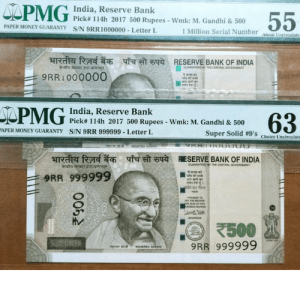 PMG
PAPER MONEY GUARANTY
India, Reserve Bank
Pick# 114h 2017 500 Rupees - Wmk: M. Gandhi & 500
S/N 9RR1000000 - Letter L
1 Million Serial Number
55
भारतीय रिज़र्व बैंक पाँच सौ रुपये RESERVE BANK OF INDIA
9RR 1000000
PMG
PAPER MONEY GUARANTY
India, Reserve Bank
Pick# 114h 2017 500 Rupees - Wmk: M. Gandhi & 500
S/N 9RR 999999 - Letter L
Super Solid #9's
63
Choice Uncirculated
भारतीय रिज़र्व बैंक पाँच सौ रुपये RESERVE BANK OF INDIA
9RR 999999
₹500
₹500
9RR 999999